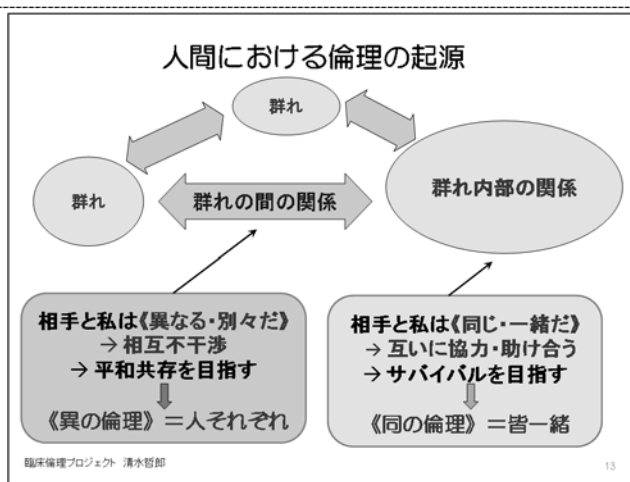 人間における倫理の起源
群れ
群れ
群れの間の関係
群れ内部の関係
相手と私は《異なる・別々だ》
→ 相互不干渉
→ 平和共存を目指す
《異の倫理》＝人それぞれ
相手と私は《同じ・一緒だ》
→ 互いに協力・助け合う
→ サバイバルを目指す
《同の倫理》＝皆一緒
臨床倫理プロジェクト 清水哲郎
13